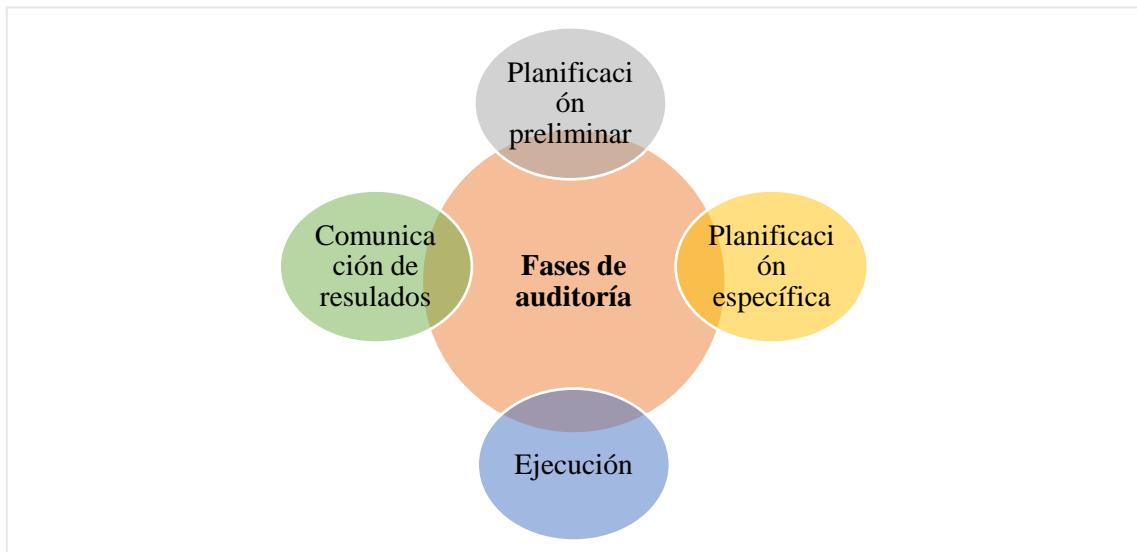 Planificaci
ón
preliminar
Comunica
ción de
resulados
Fases de
auditoría
Planificaci
ón
específica
Ejecución